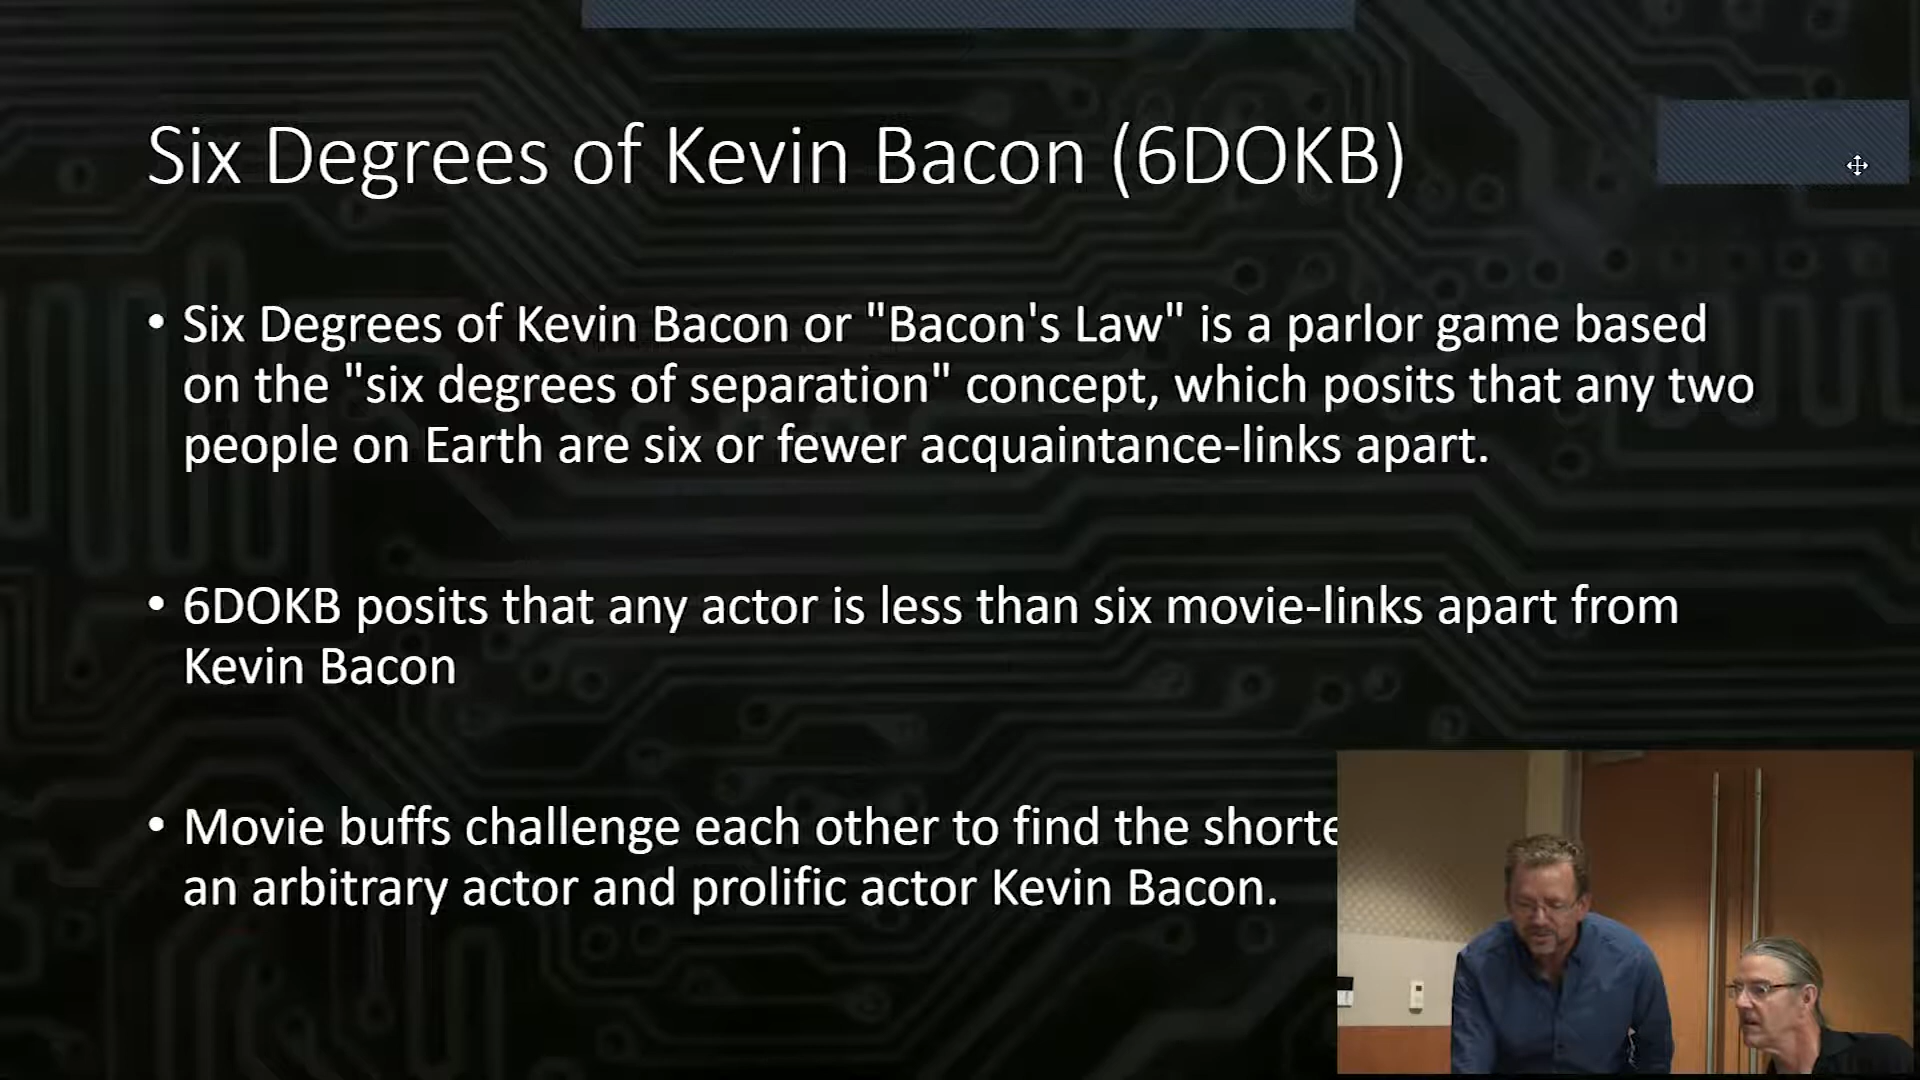 Six Degrees of Kevin Bacon (6DOKB)
• Six Degrees of Kevin Bacon or "Bacon's Law" is a parlor game based
on the "six degrees of separation" concept, which posits that any two
people on Earth are six or fewer acquaintance-links apart.
• 6DOKB posits that any actor is less than six movie-links apart from
Kevin Bacon
• Movie buffs challenge each other to find the shorte
an arbitrary actor and prolific actor Kevin Bacon.